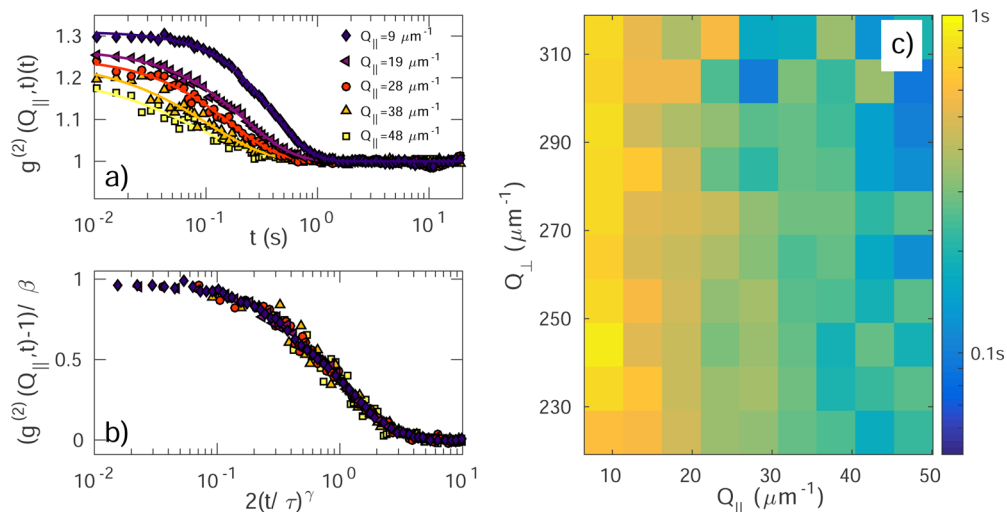 1.3
1.2
1.1
1
g⁽²⁾(Q||,t)(t)
Q||=9 μm⁻¹
Q||=19 μm⁻¹
Q||=28 μm⁻¹
Q||=38 μm⁻¹
Q||=48 μm⁻¹
a)
10⁻² 10⁻¹ 10⁰ 10¹
t (s)
1
0.5
0
(g⁽²⁾(Q||,t)-1)/ β
b)
10⁻² 10⁻¹ 10⁰ 10¹
2(t/ τ)ᵞ
c)
310
290
270
250
230
Q⊥ (μm⁻¹)
10 20 30 40 50
Q|| (μm⁻¹)
1s
0.1s